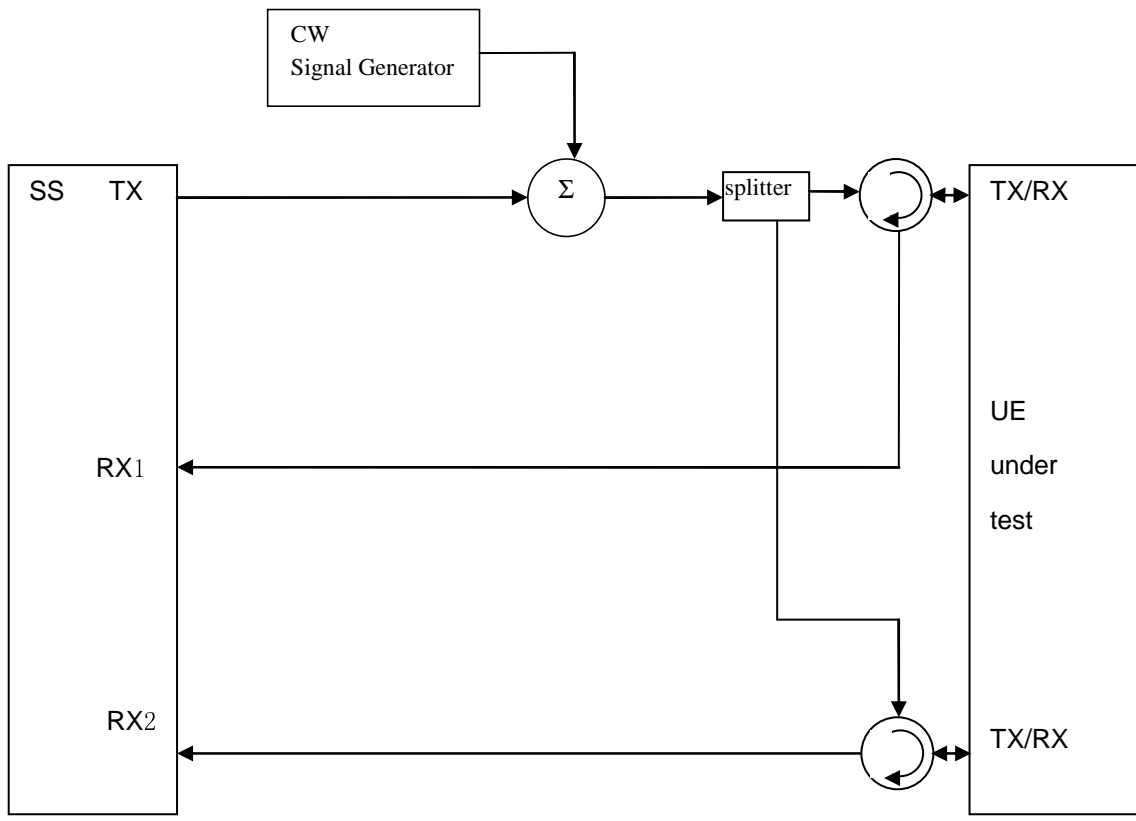 CW
Signal Generator
SS TX
Σ
splitter
TX/RX
RX1
UE
under
test
RX2
TX/RX